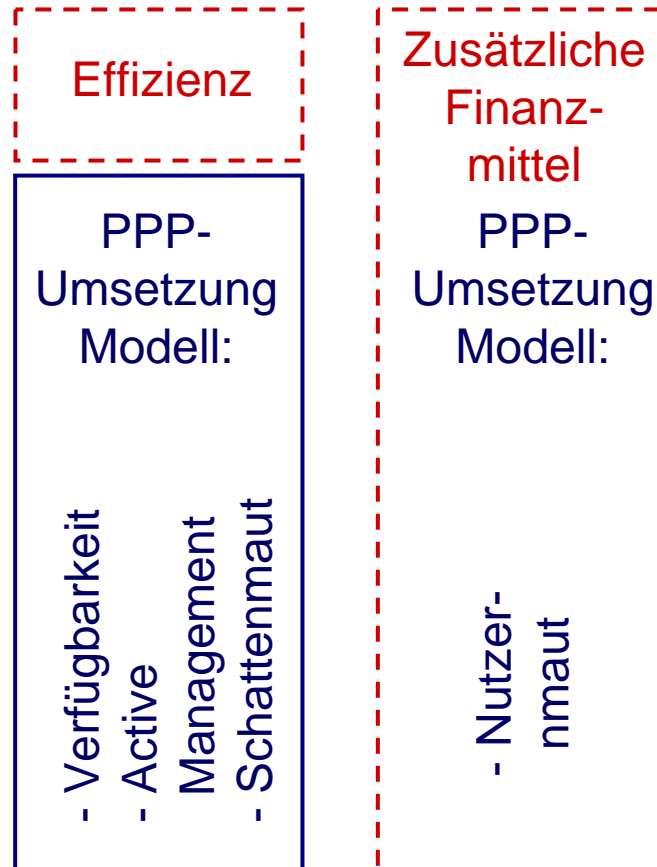 Effizienz
PPP-
Umsetzung
Modell:
- Verfügbarkeit
- Active
Management
- Schattenmaut
Zusätzliche
Finanz-
mittel
PPP-
Umsetzung
Modell:
- Nutzer-
nmaut